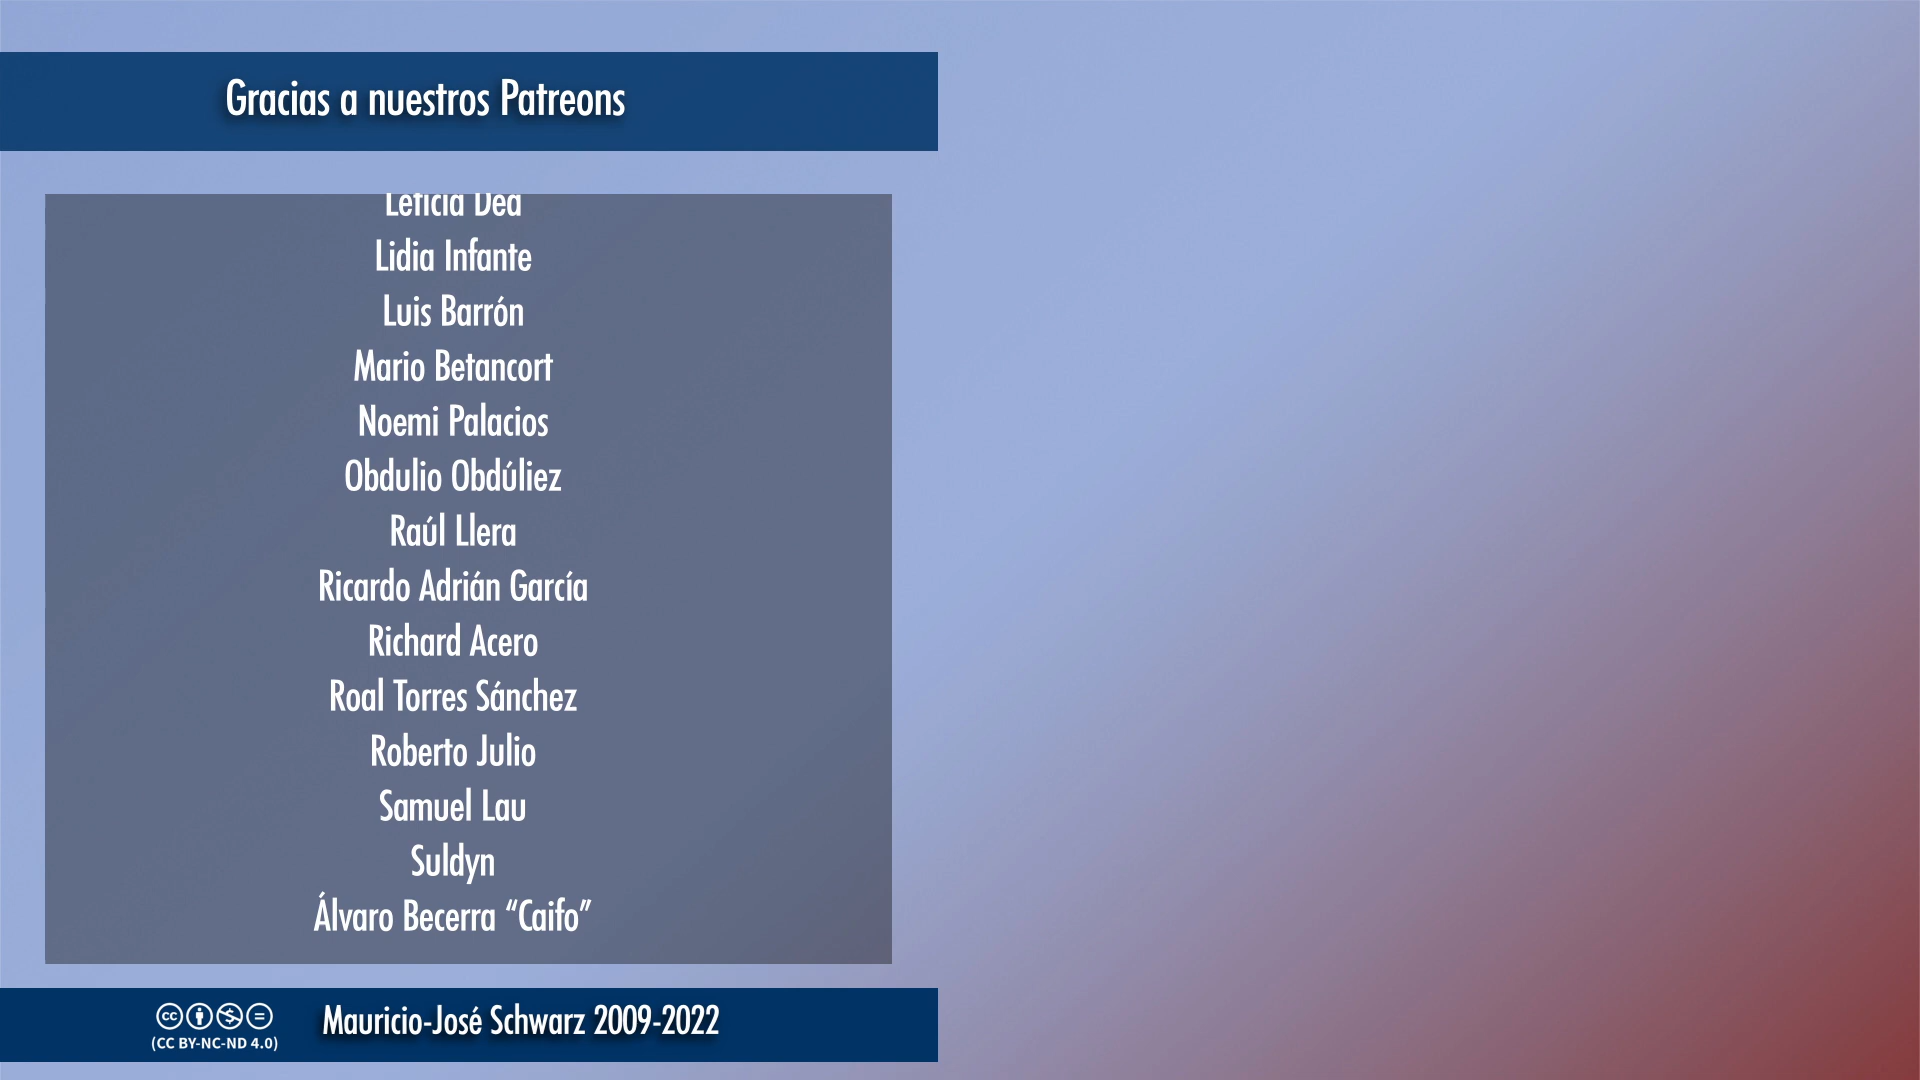 Gracias a nuestros Patreons
Leticia Dea
Lidia Infante
Luis Barrón
Mario Betancort
Noemi Palacios
Obdulio Obdúliez
Raúl Llera
Ricardo Adrián García
Richard Acero
Roal Torres Sánchez
Roberto Julio
Samuel Lau
Suldyn
Álvaro Becerra “Caifo”
Mauricio-José Schwarz 2009-2022
(CC BY-NC-ND 4.0)